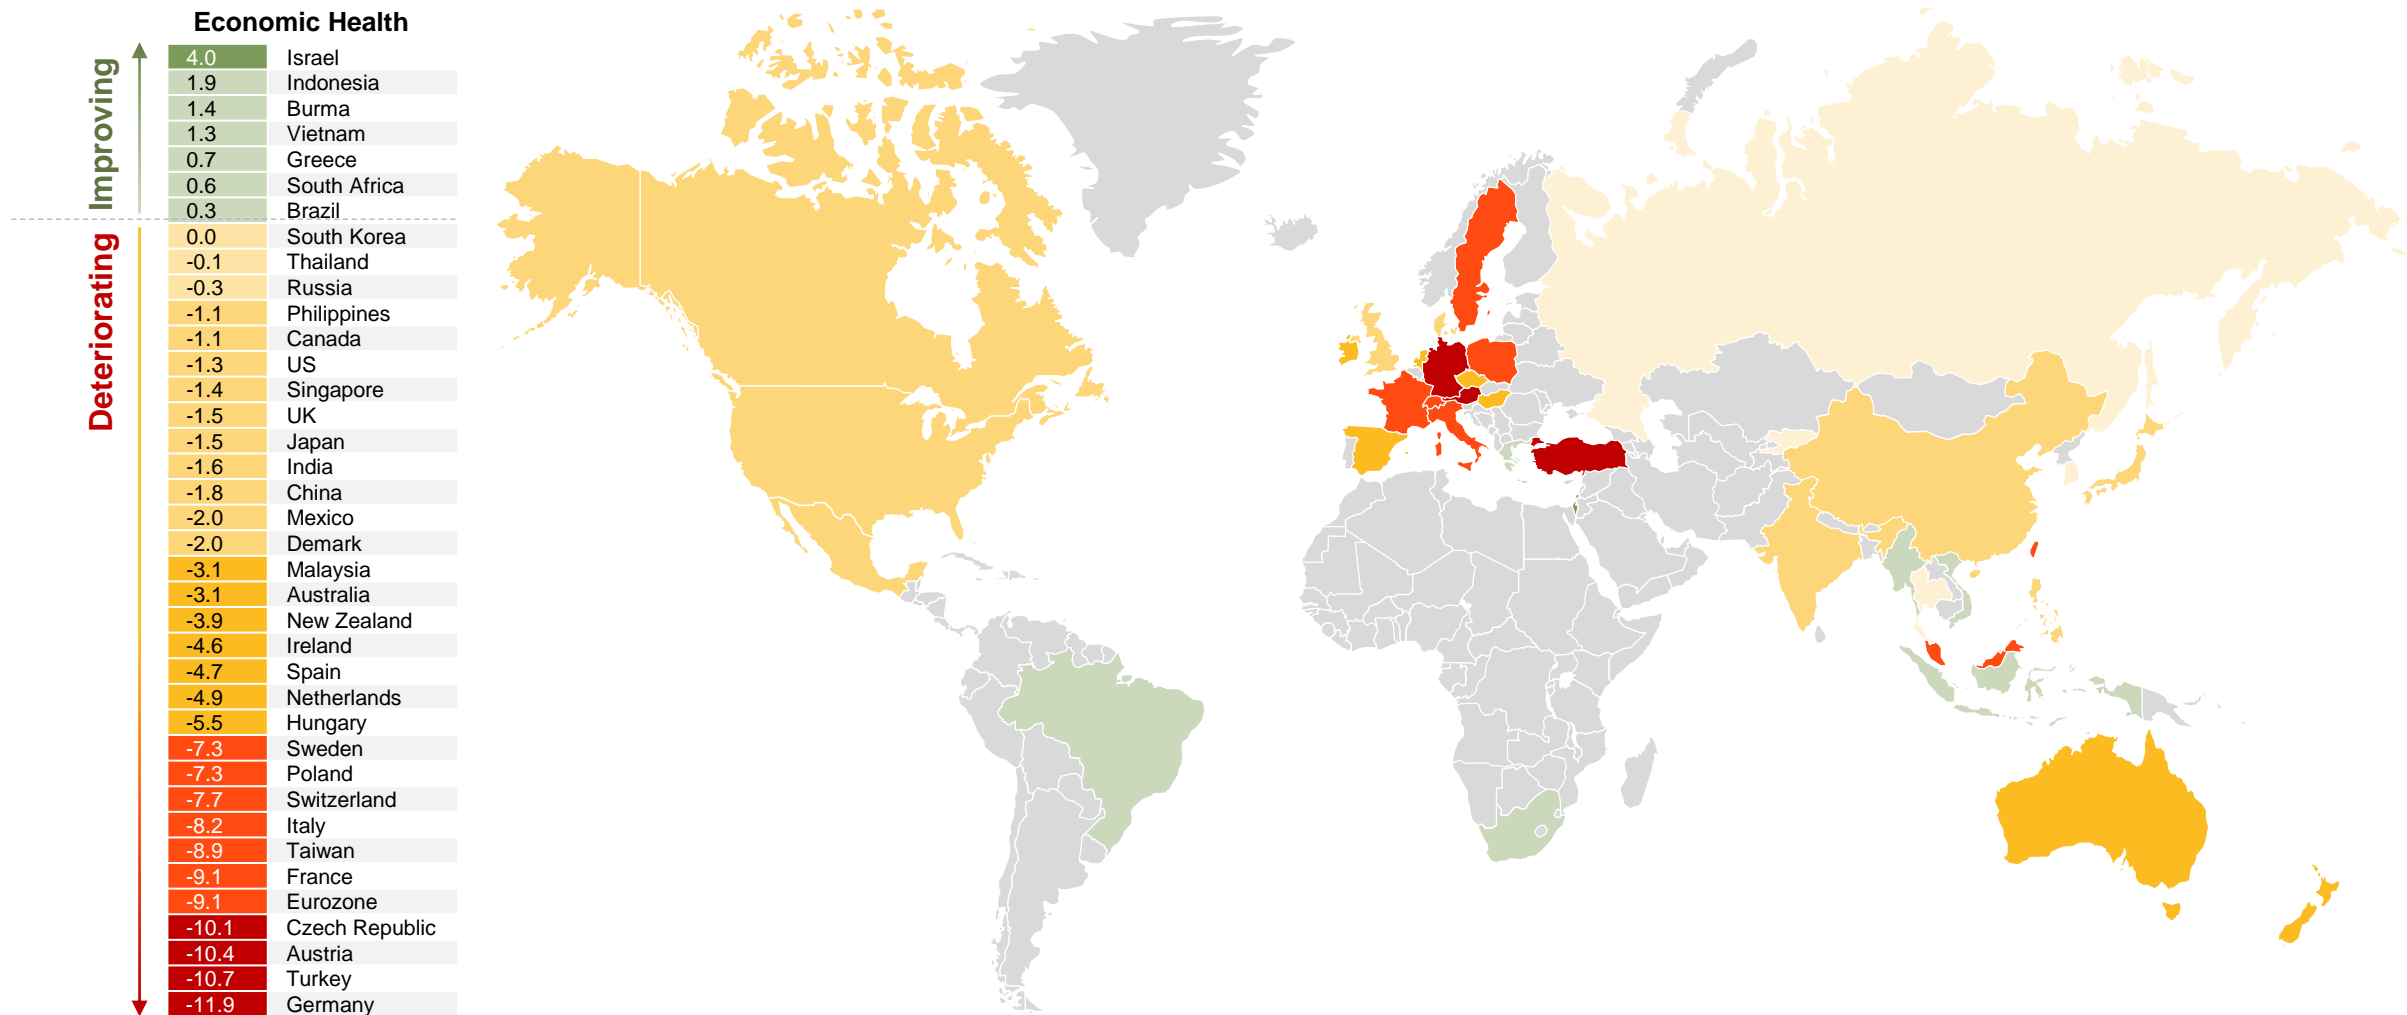 Economic Health
Improving
Deteriorating
4.0 Israel
1.9 Indonesia
1.4 Burma
1.3 Vietnam
0.7 Greece
0.6 South Africa
0.3 Brazil
0.0 South Korea
-0.1 Thailand
-0.3 Russia
-1.1 Philippines
-1.1 Canada
-1.3 US
-1.4 Singapore
-1.5 UK
-1.5 Japan
-1.6 India
-1.8 China
-2.0 Mexico
-2.0 Demark
-3.1 Malaysia
-3.1 Australia
-3.9 New Zealand
-4.6 Ireland
-4.7 Spain
-4.9 Netherlands
-5.5 Hungary
-7.3 Sweden
-7.3 Poland
-7.7 Switzerland
-8.2 Italy
-8.9 Taiwan
-9.1 France
-9.1 Eurozone
-10.1 Czech Republic
-10.4 Austria
-10.7 Turkey
-11.9 Germany